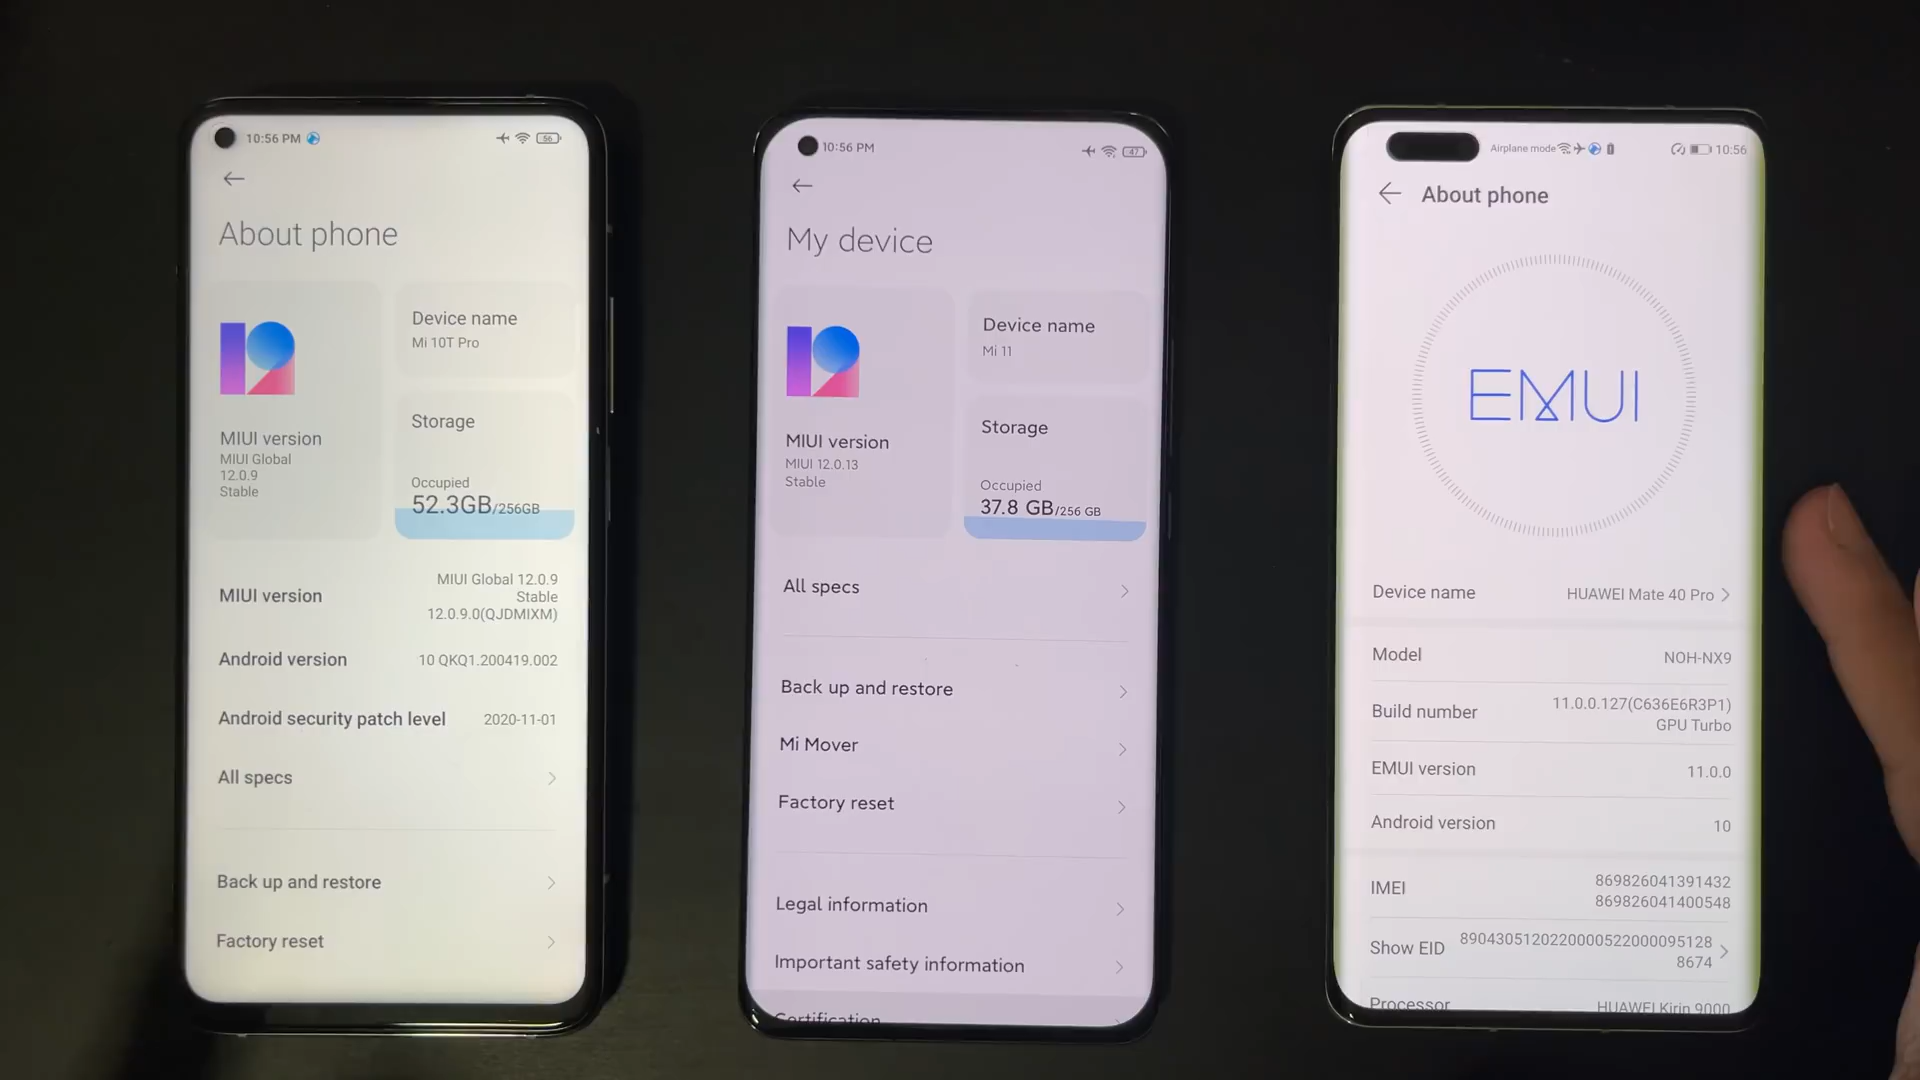 10:56 PM
56
About phone
Device name
Mi 10T Pro
MIUI version
MIUI Global
12.0.9
Stable
Storage
Occupied
52.3GB/256GB
MIUI version
MIUI Global 12.0.9
Stable
12.0.9.0(QJDMIXM)
Android version
10 QKQ1.200419.002
Android security patch level
2020-11-01
All specs
Back up and restore
Factory reset
10:56 PM
47
My device
Device name
Mi 11
MIUI version
MIUI 12.0.13
Stable
Storage
Occupied
37.8 GB/256 GB
All specs
Back up and restore
Mi Mover
Factory reset
Legal information
Important safety information
Certification
Airplane mode
10:56
About phone
EMUI
Device name
HUAWEI Mate 40 Pro
Model
NOH-NX9
Build number
11.0.0.127(C636E6R3P1)
GPU Turbo
EMUI version
11.0.0
Android version
10
IMEI
869826041391432
869826041400548
Show EID
8904305120220000522000095128
8674
Processor
HUAWEI Kirin 9000